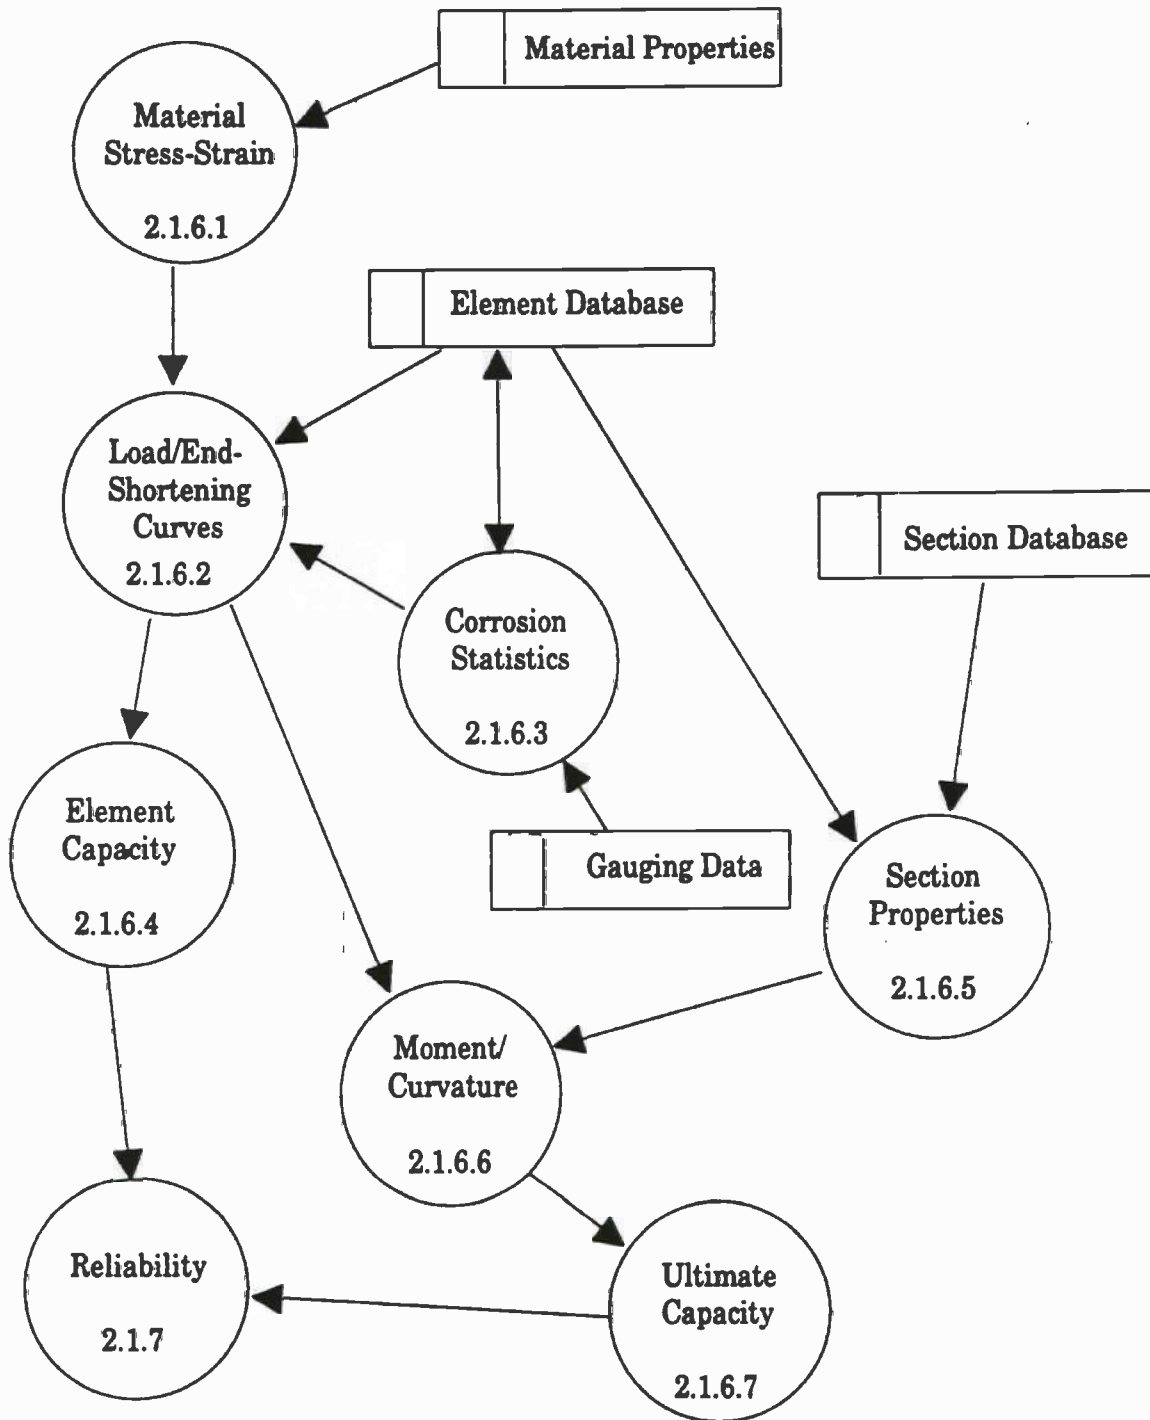 Material Properties
Material
Stress-Strain
2.1.6.1
Element Database
Load/End-
Shortening
Curves
2.1.6.2
Section Database
Corrosion
Statistics
2.1.6.3
Element
Capacity
2.1.6.4
Gauging Data
Section
Properties
2.1.6.5
Moment/
Curvature
2.1.6.6
Reliability
2.1.7
Ultimate
Capacity
2.1.6.7